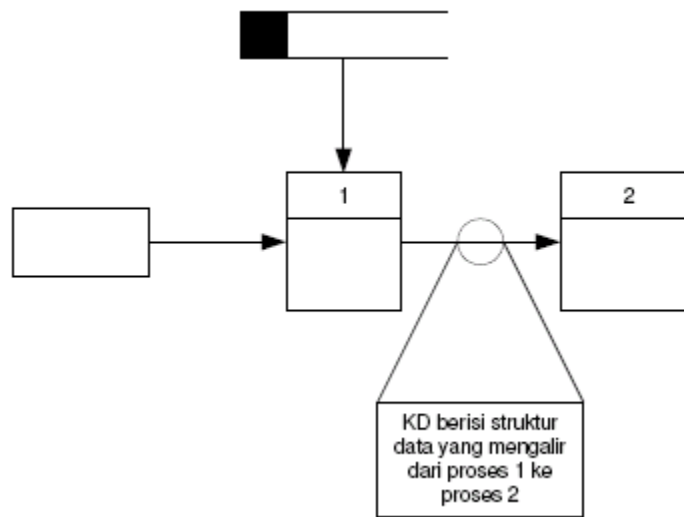 1
2
KD berisi struktur
data yang mengalir
dari proses 1 ke
proses 2